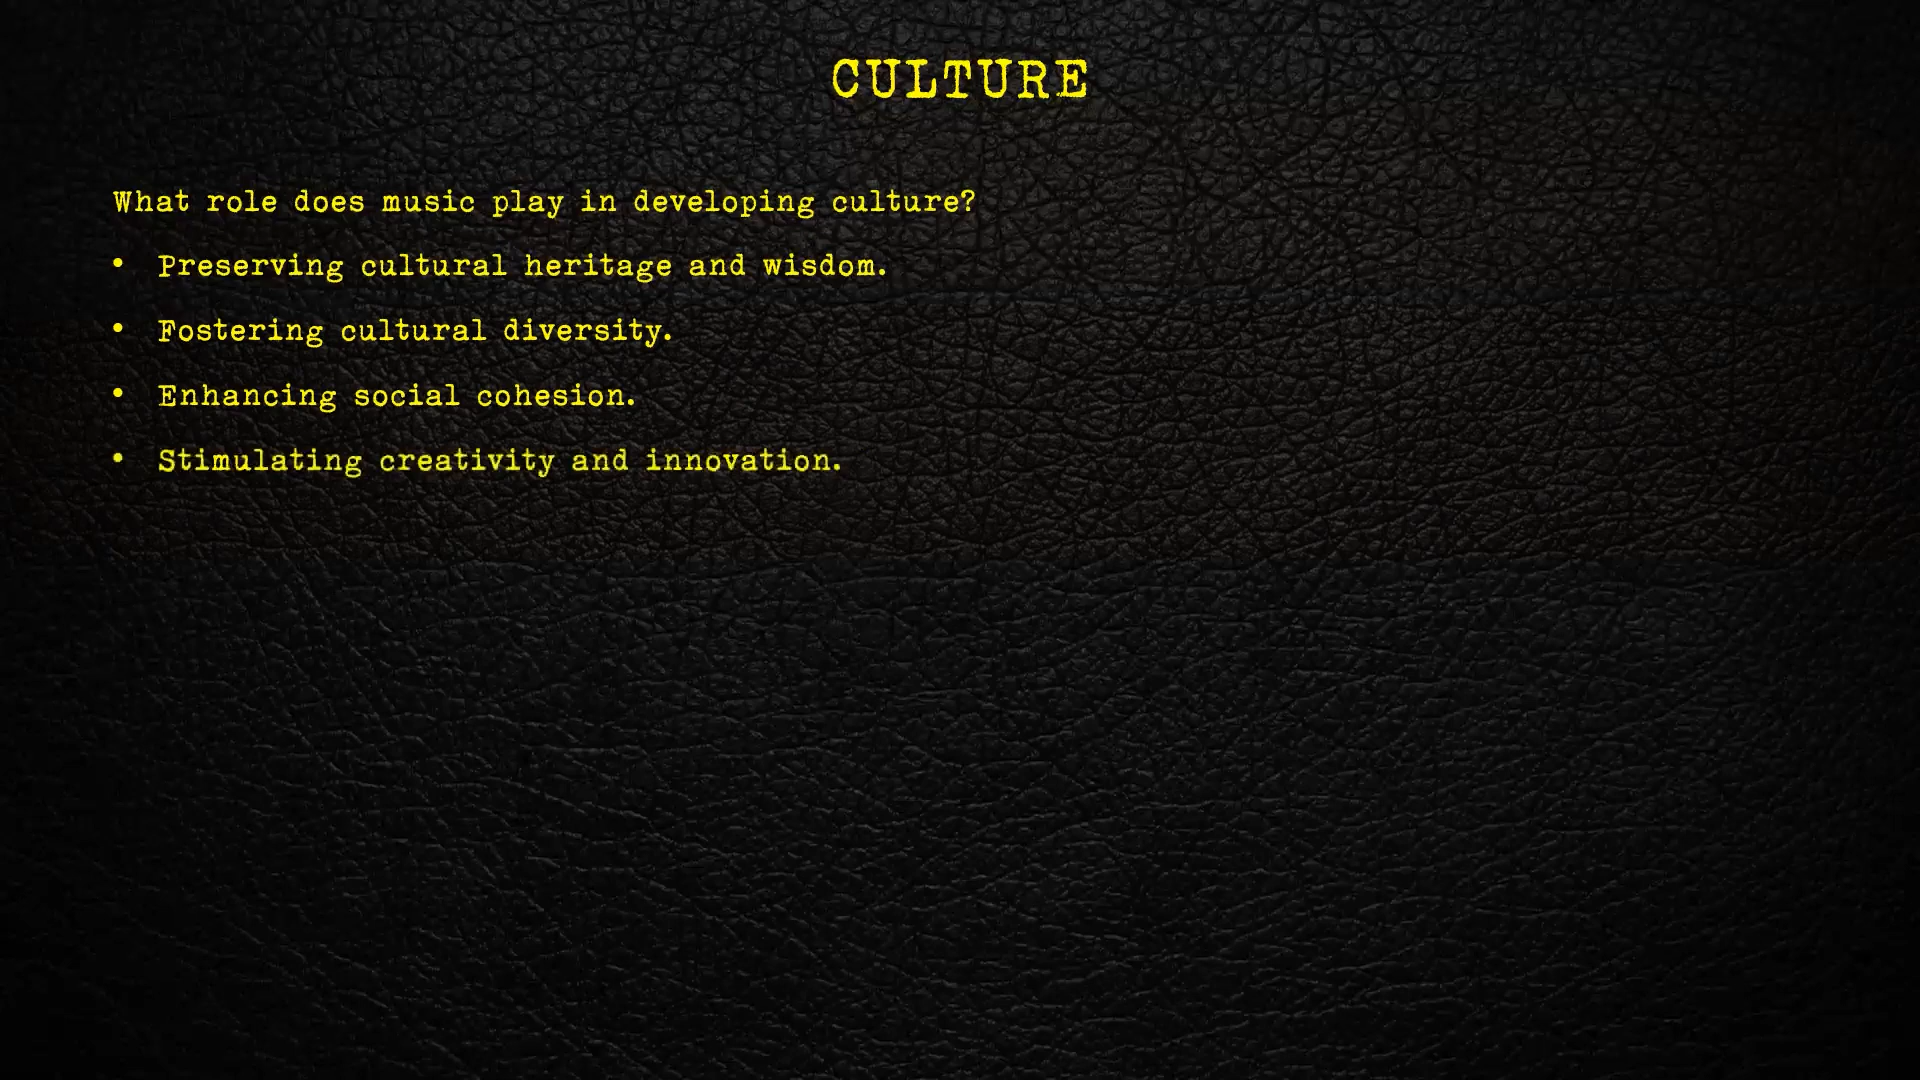 CULTURE
What role does music play in developing culture?
• Preserving cultural heritage and wisdom.
• Fostering cultural diversity.
• Enhancing social cohesion.
• Stimulating creativity and innovation.